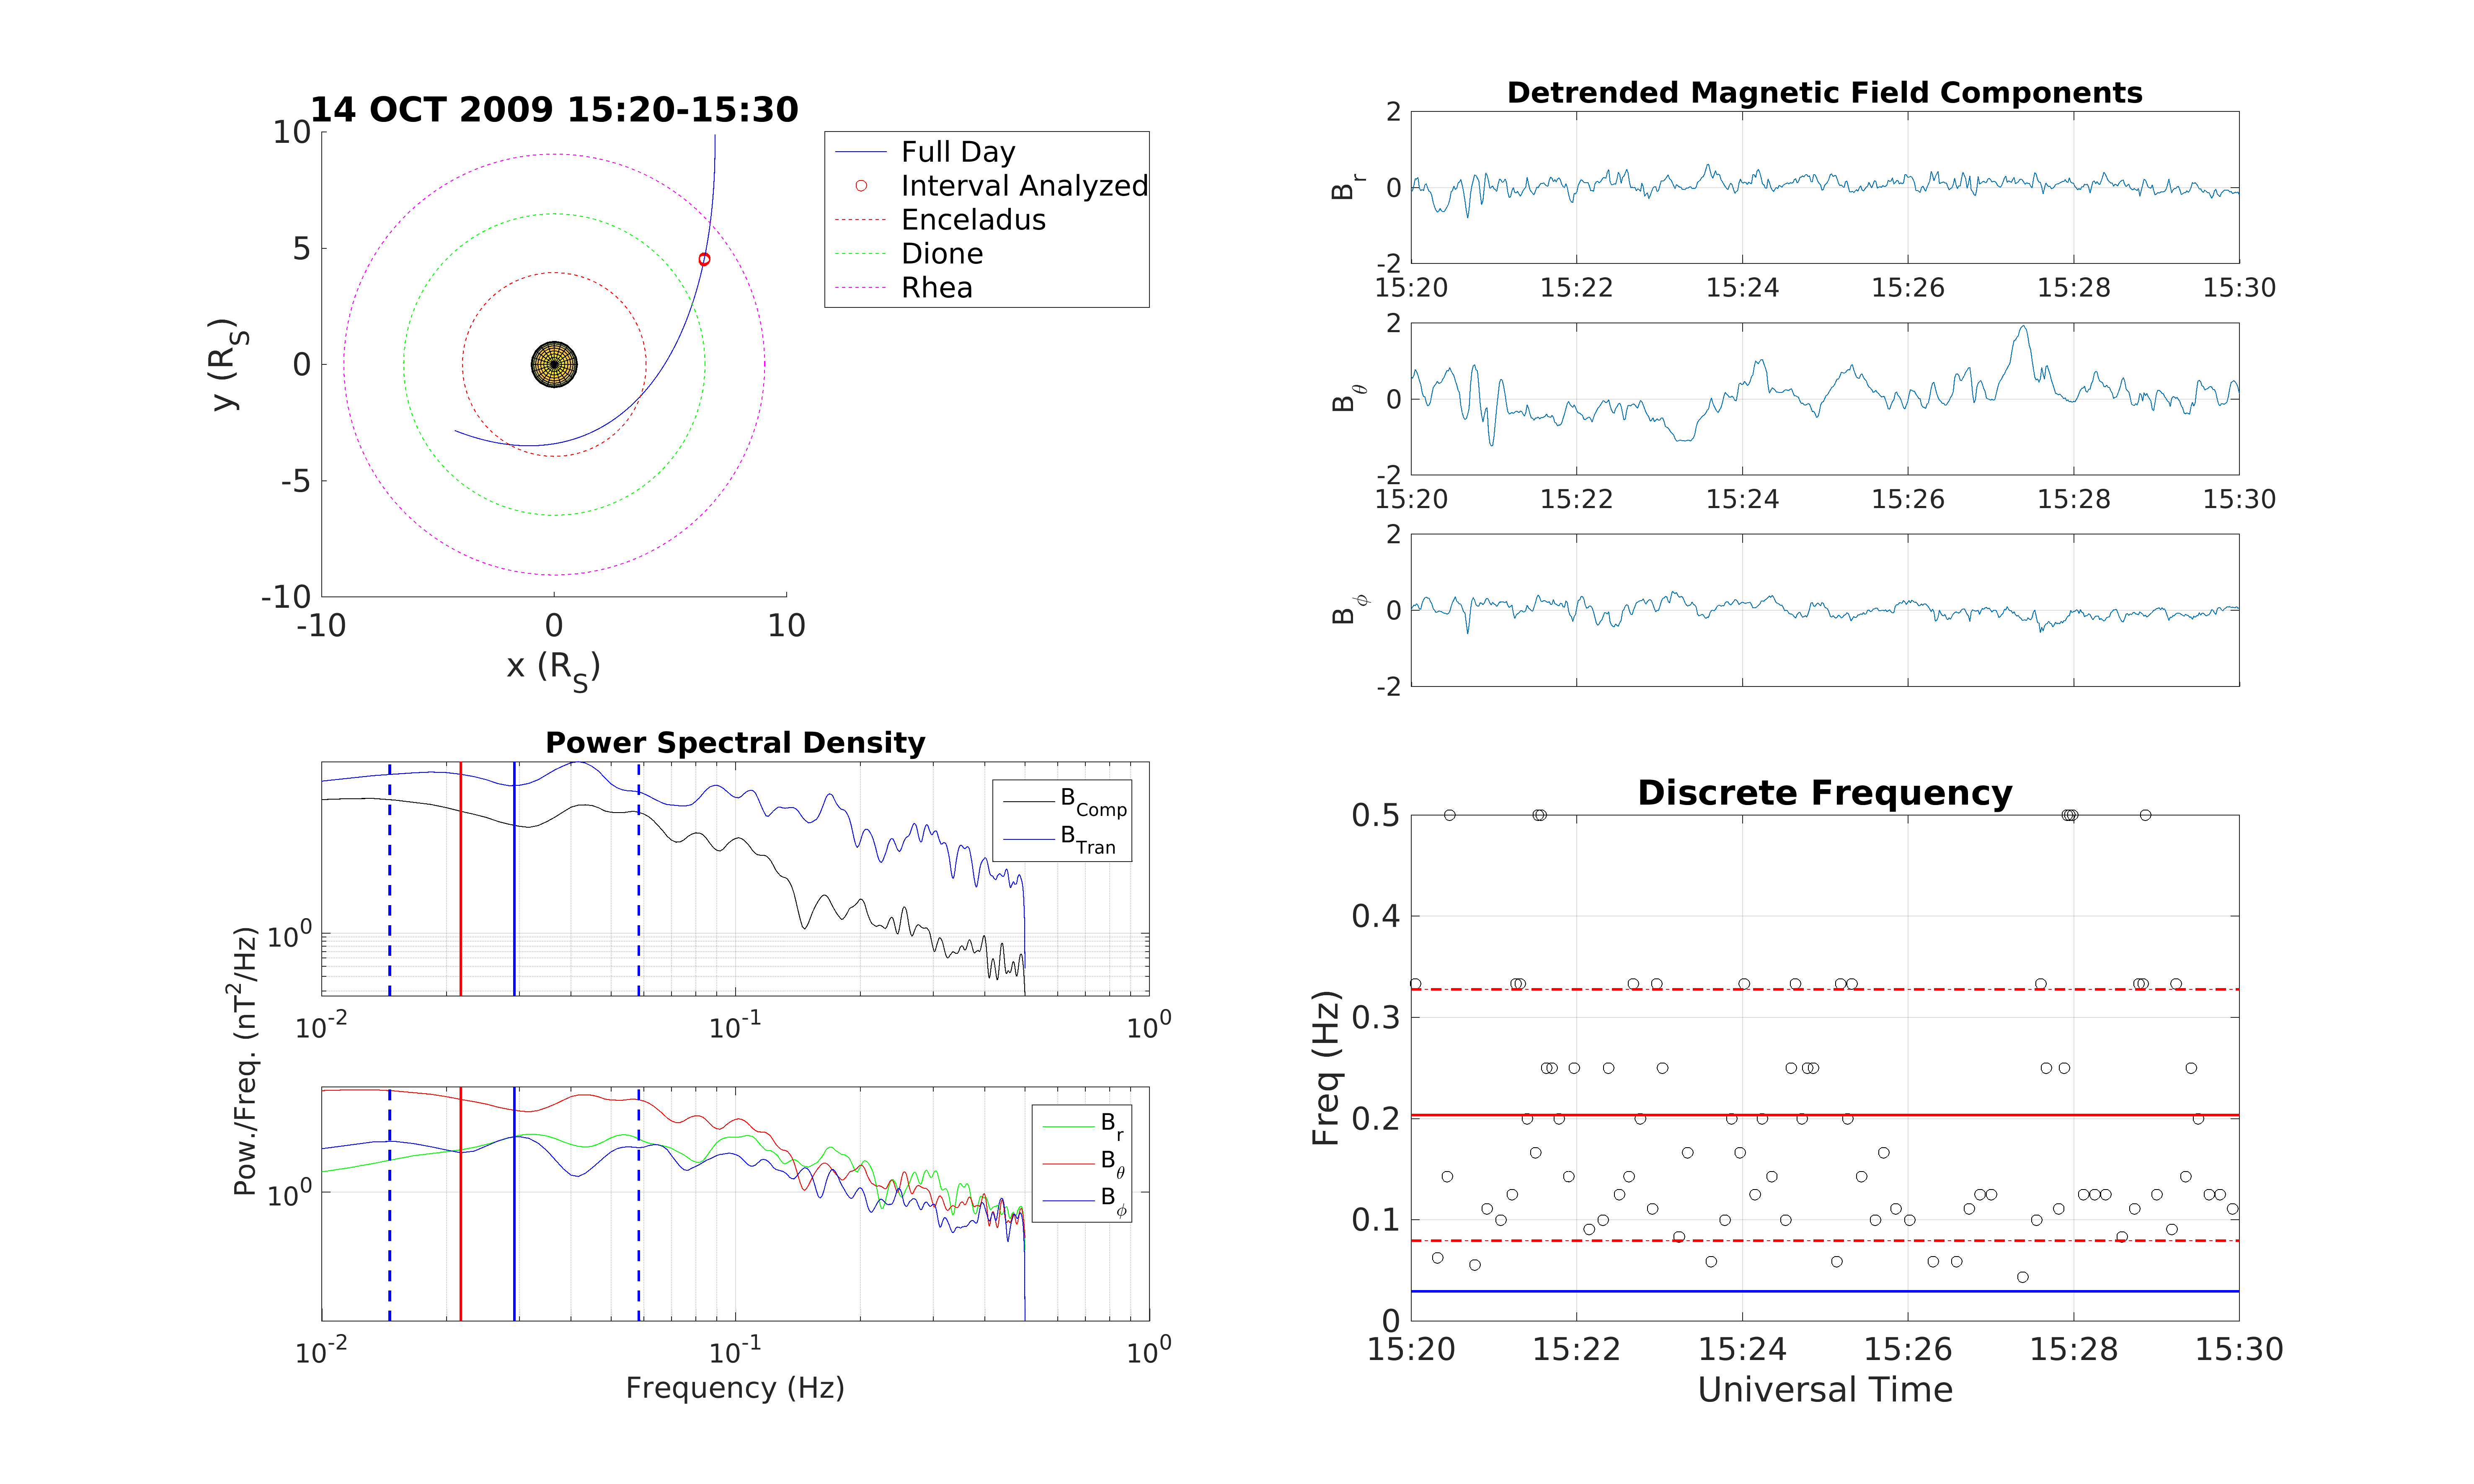 14 OCT 2009 15:20-15:30
10
5
0
-5
-10
-10 0 10
y (R_S)
x (R_S)
Full Day
Interval Analyzed
Enceladus
Dione
Rhea
Detrended Magnetic Field Components
2
0
-2
B_r
15:20 15:22 15:24 15:26 15:28 15:30
2
0
-2
B_θ
15:20 15:22 15:24 15:26 15:28 15:30
2
0
-2
B_ϕ
Power Spectral Density
B_Comp
B_Tran
10^0
10^-2 10^-1 10^0
Pow./Freq. (nT^2/Hz)
B_r
B_θ
B_ϕ
10^0
10^-2 10^-1 10^0
Frequency (Hz)
Discrete Frequency
0.5
0.4
0.3
0.2
0.1
0
Freq (Hz)
15:20 15:22 15:24 15:26 15:28 15:30
Universal Time